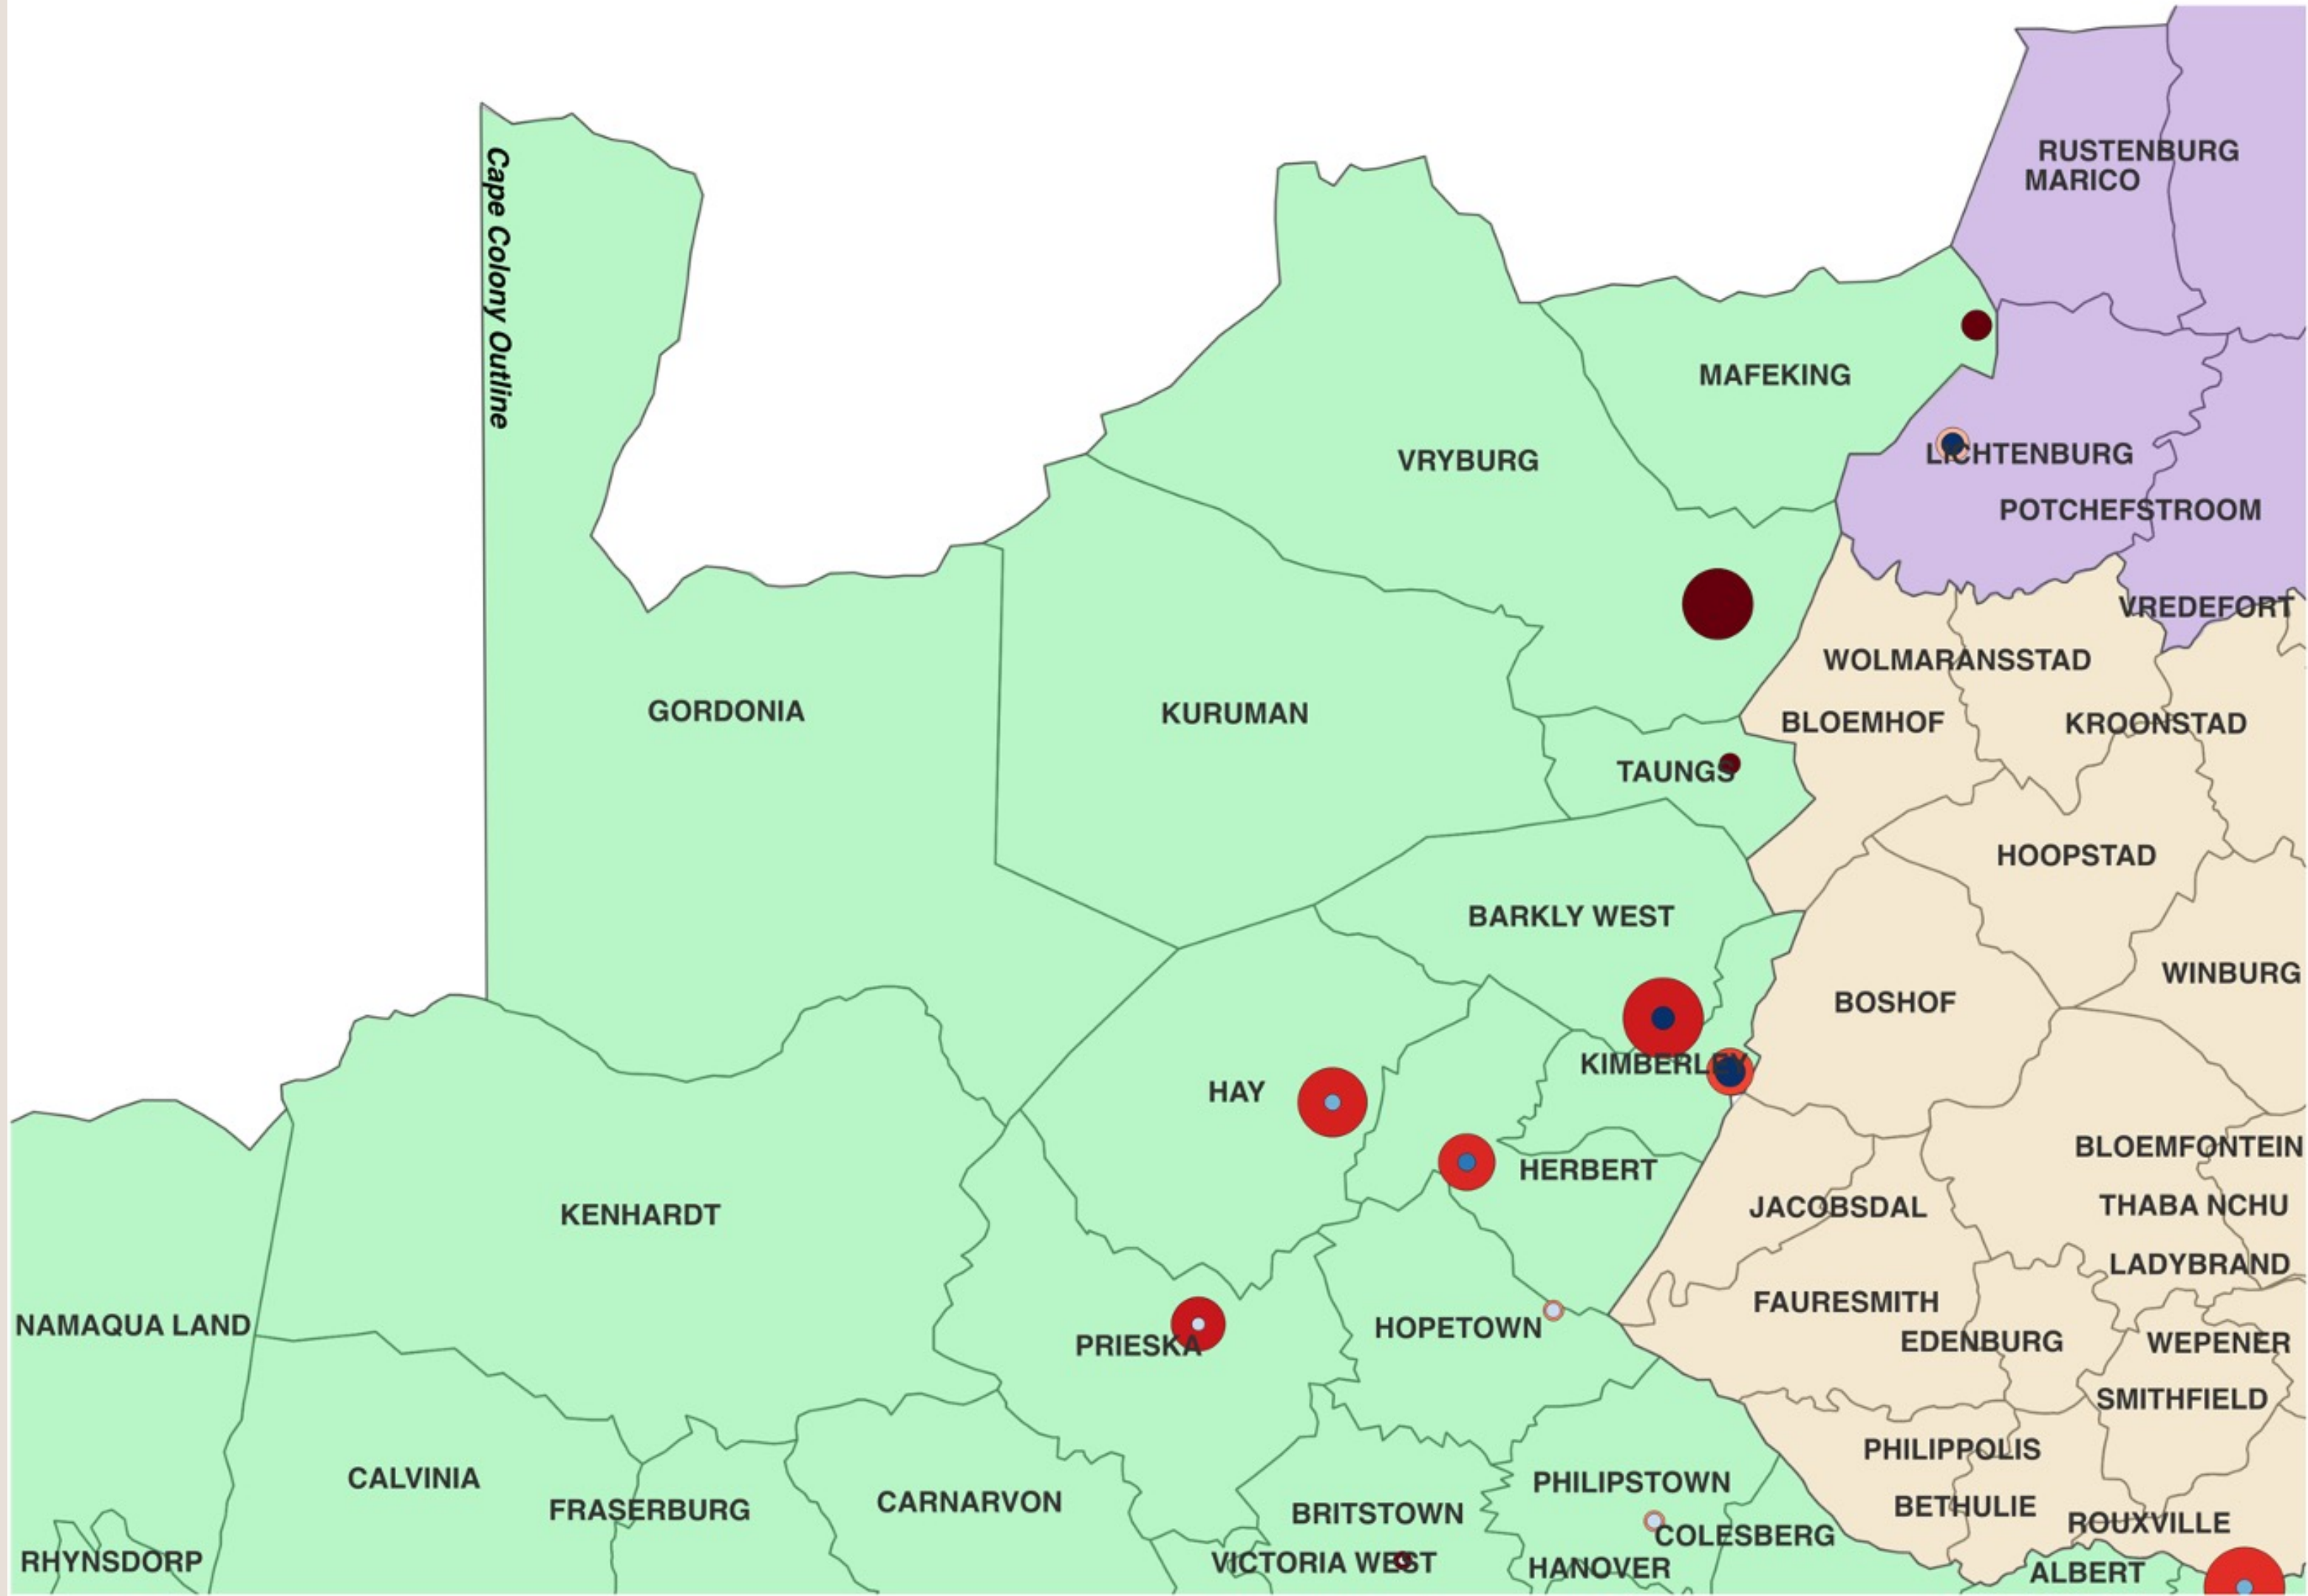 Cape Colony Outline
RUSTENBURG
MARICO
MAFEKING
VRYBURG
LICHTENBURG
POTCHEFSTROOM
VREDEFORT
WOLMARANSSTAD
GORDONIA
KURUMAN
BLOEMHOF
KROONSTAD
TAUNGS
HOOPSTAD
BARKLY WEST
WINBURG
BOSHOF
KIMBERLEY
HAY
BLOEMFONTEIN
HERBERT
THABA NCHU
JACOBSDAL
KENHARDT
LADYBRAND
FAURESMITH
NAMAQUA LAND
HOPETOWN
EDENBURG
WEPENER
PRIESKA
SMITHFIELD
PHILIPPOLIS
CALVINIA
PHILIPSTOWN
CARNARVON
BETHULIE
FRASERBURG
BRITSTOWN
ROUXVILLE
COLESBERG
RHYNSDORP
VICTORIA WEST
HANOVER
ALBERT